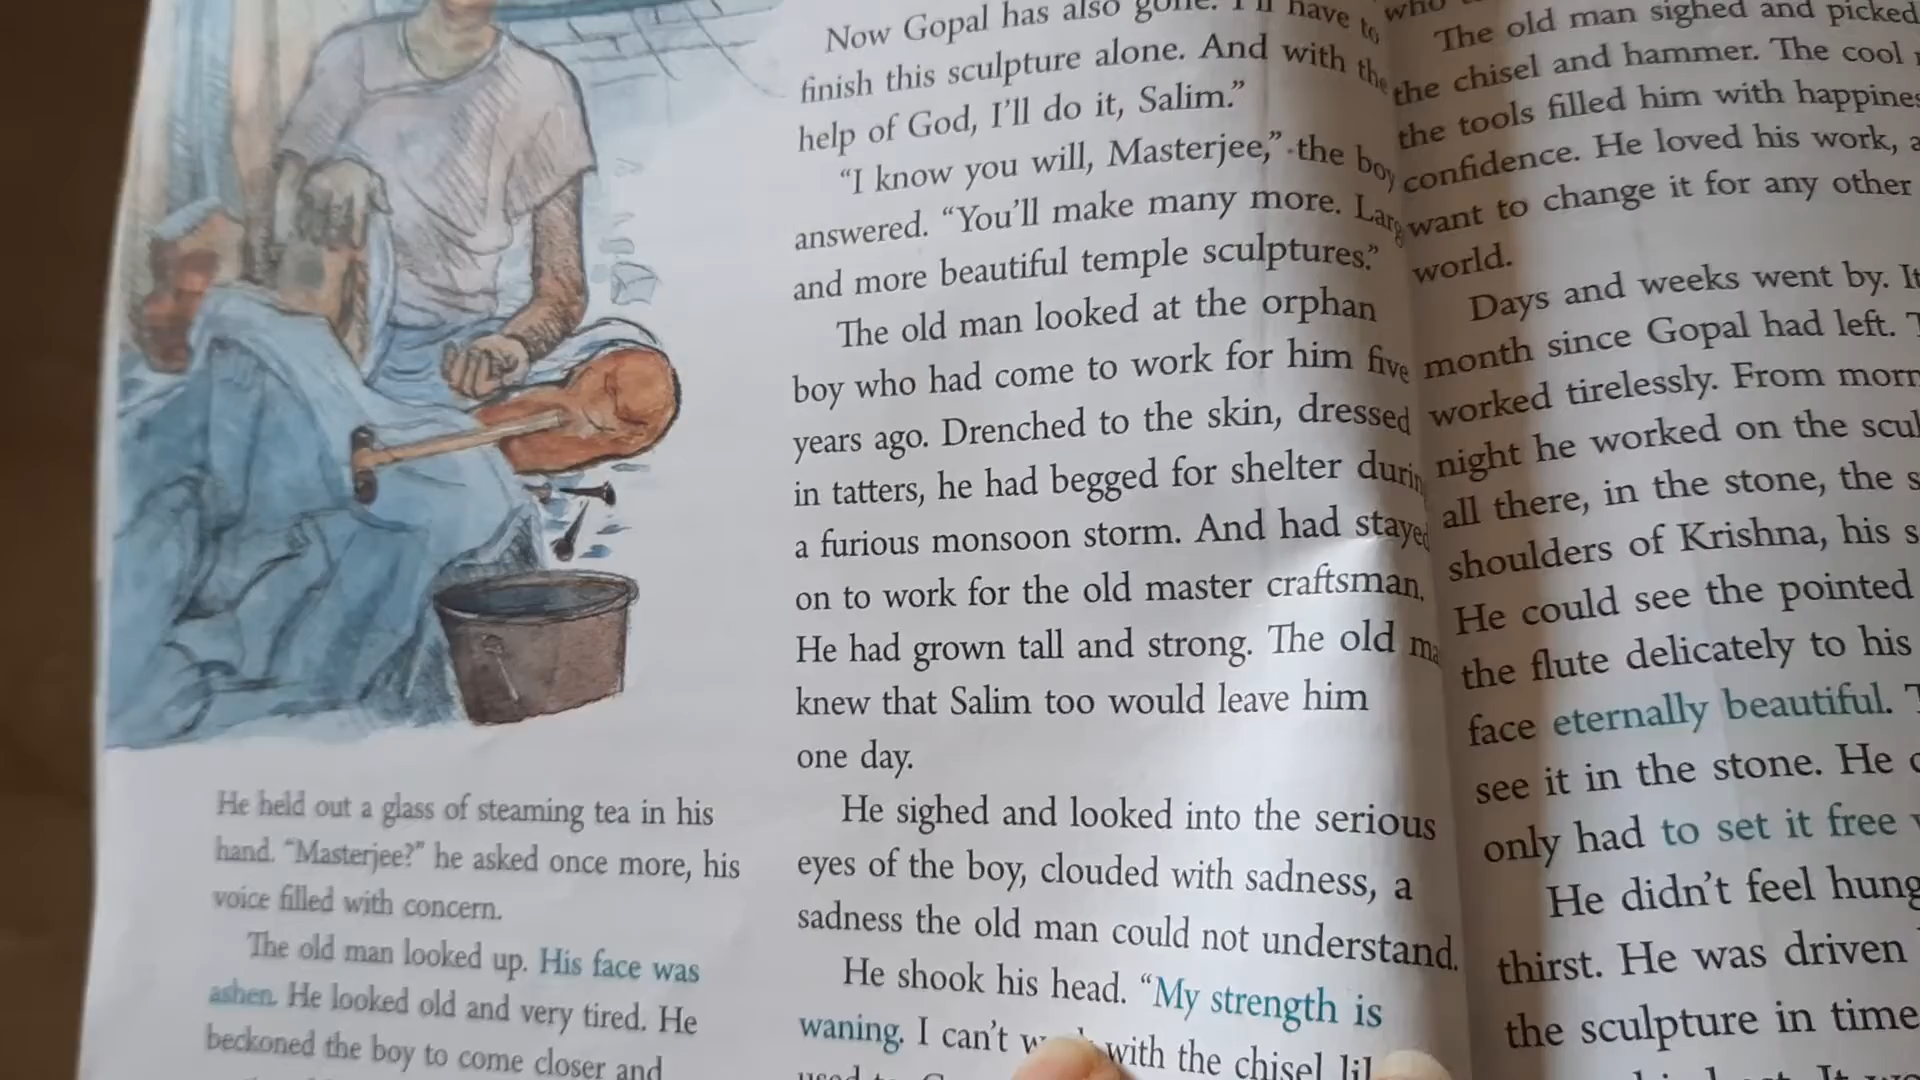 He held out a glass of steaming tea in his
hand. “Masterjee?” he asked once more, his
voice filled with concern.
The old man looked up. His face was
ashen. He looked old and very tired. He
beckoned the boy to come closer and
Now Gopal has also gone. I’ll have to
finish this sculpture alone. And with the
help of God, I’ll do it, Salim.”
“I know you will, Masterjee,” the boy
answered. “You’ll make many more.
and more beautiful temple sculptures.”
The old man looked at the orphan
boy who had come to work for him five
years ago. Drenched to the skin, dressed
in tatters, he had begged for shelter
a furious monsoon storm. And had stayed
on to work for the old master craftsman.
He had grown tall and strong. The old
knew that Salim too would leave him
one day.
He sighed and looked into the serious
eyes of the boy, clouded with sadness, a
sadness the old man could not understand.
He shook his head. “My strength is
waning. I can’t with the chisel
who
The old man sighed and picked
the chisel and hammer. The cool
the tools filled him with
confidence. He loved his work,
want to change it for any other
world.
Days and weeks went by. It
month since Gopal had left.
worked tirelessly. From
night he worked on the
all there, in the stone, the
shoulders of Krishna, his
He could see the pointed
the flute delicately to his
face eternally beautiful.
see it in the stone. He
only had to set it free
He didn’t feel
thirst. He was driven
the sculpture in time